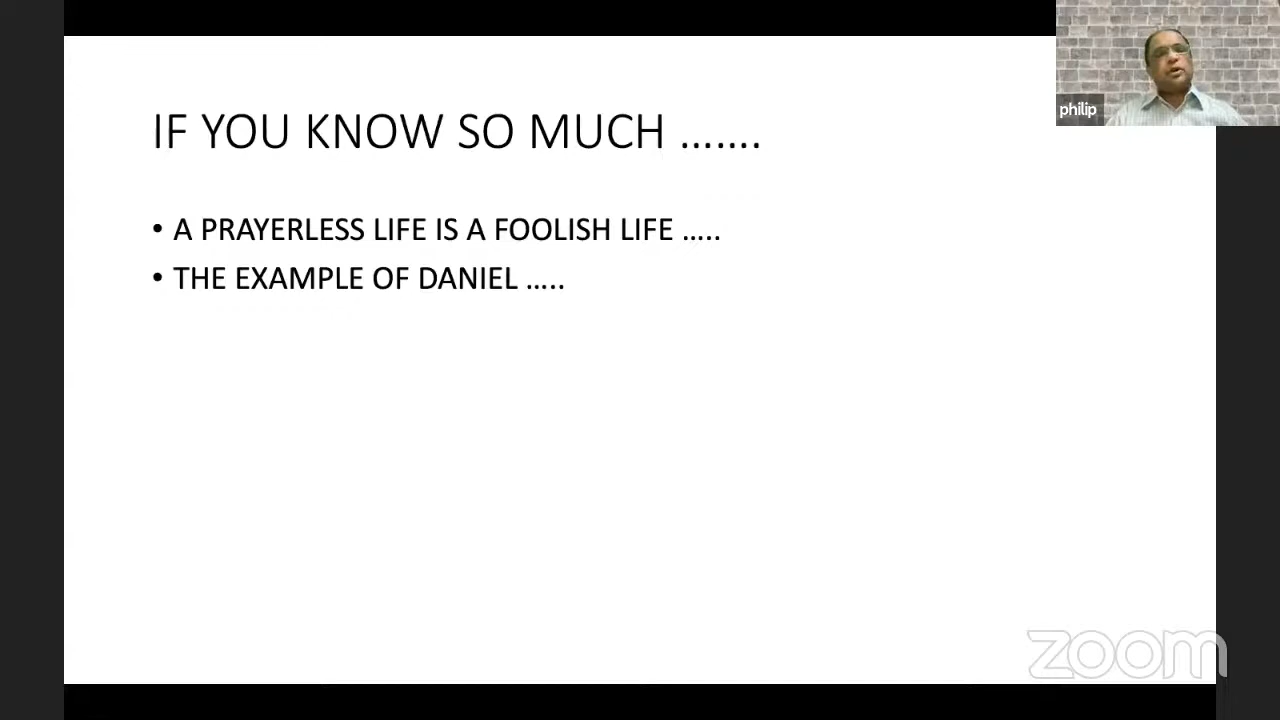 philip
IF YOU KNOW SO MUCH .......
• A PRAYERLESS LIFE IS A FOOLISH LIFE .....
• THE EXAMPLE OF DANIEL .....
zoom